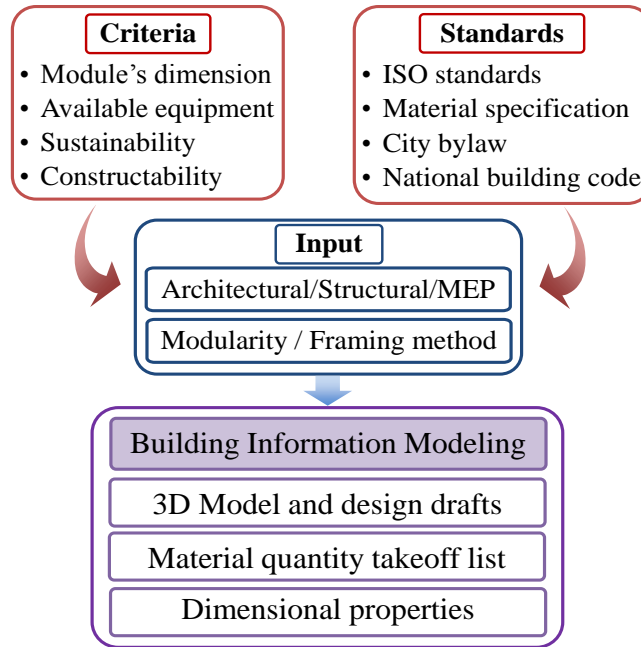 Criteria
• Module's dimension
• Available equipment
• Sustainability
• Constructability
Standards
• ISO standards
• Material specification
• City bylaw
• National building code
Input
Architectural/Structural/MEP
Modularity / Framing method
Building Information Modeling
3D Model and design drafts
Material quantity takeoff list
Dimensional properties